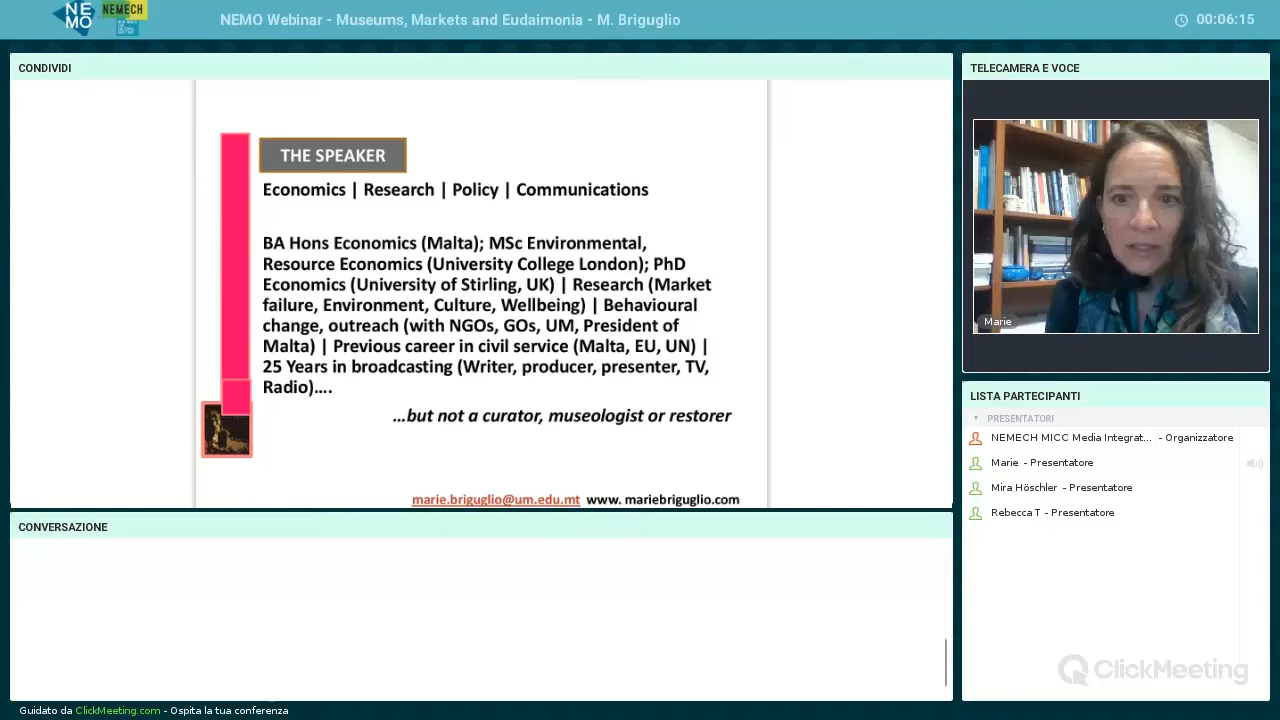 NE
MO
NEMECH
NEMO Webinar - Museums, Markets and Eudaimonia - M. Briguglio
00:06:15
CONDIVIDI
THE SPEAKER
Economics | Research | Policy | Communications
BA Hons Economics (Malta); MSc Environmental,
Resource Economics (University College London); PhD
Economics (University of Stirling, UK) | Research (Market
failure, Environment, Culture, Wellbeing) | Behavioural
change, outreach (with NGOs, GOs, UM, President of
Malta) | Previous career in civil service (Malta, EU, UN) |
25 Years in broadcasting (Writer, producer, presenter, TV,
Radio)….
…but not a curator, museologist or restorer
marie.briguglio@um.edu.mt www. mariebriguglio.com
TELECAMERA E VOCE
Marie
LISTA PARTECIPANTI
PRESENTATORI
NEMECH MICC Media Integrat... - Organizzatore
Marie - Presentatore
Mira Höschler - Presentatore
Rebecca T - Presentatore
CONVERSAZIONE
ClickMeeting
Guidato da ClickMeeting.com - Ospita la tua conferenza